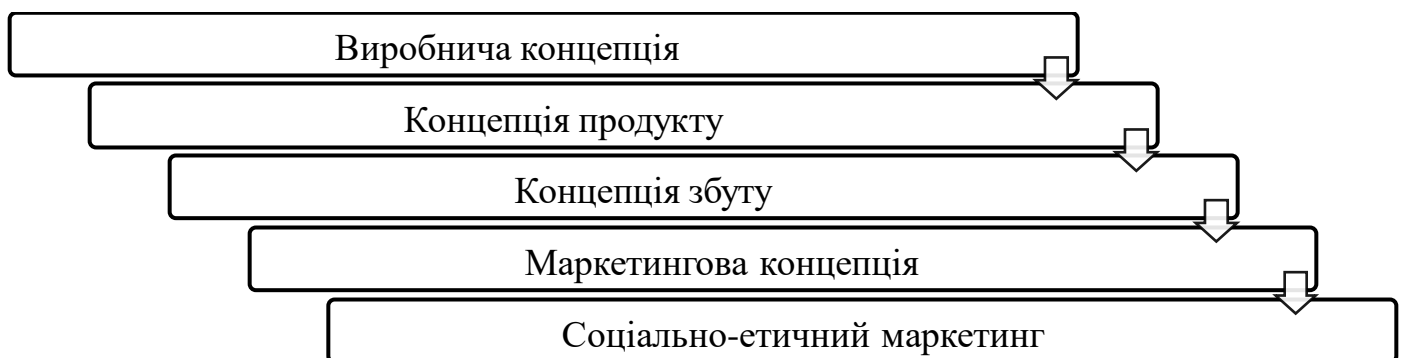 Виробнича концепція
Концепція продукту
Концепція збуту
Маркетингова концепція
Соціально-етичний маркетинг